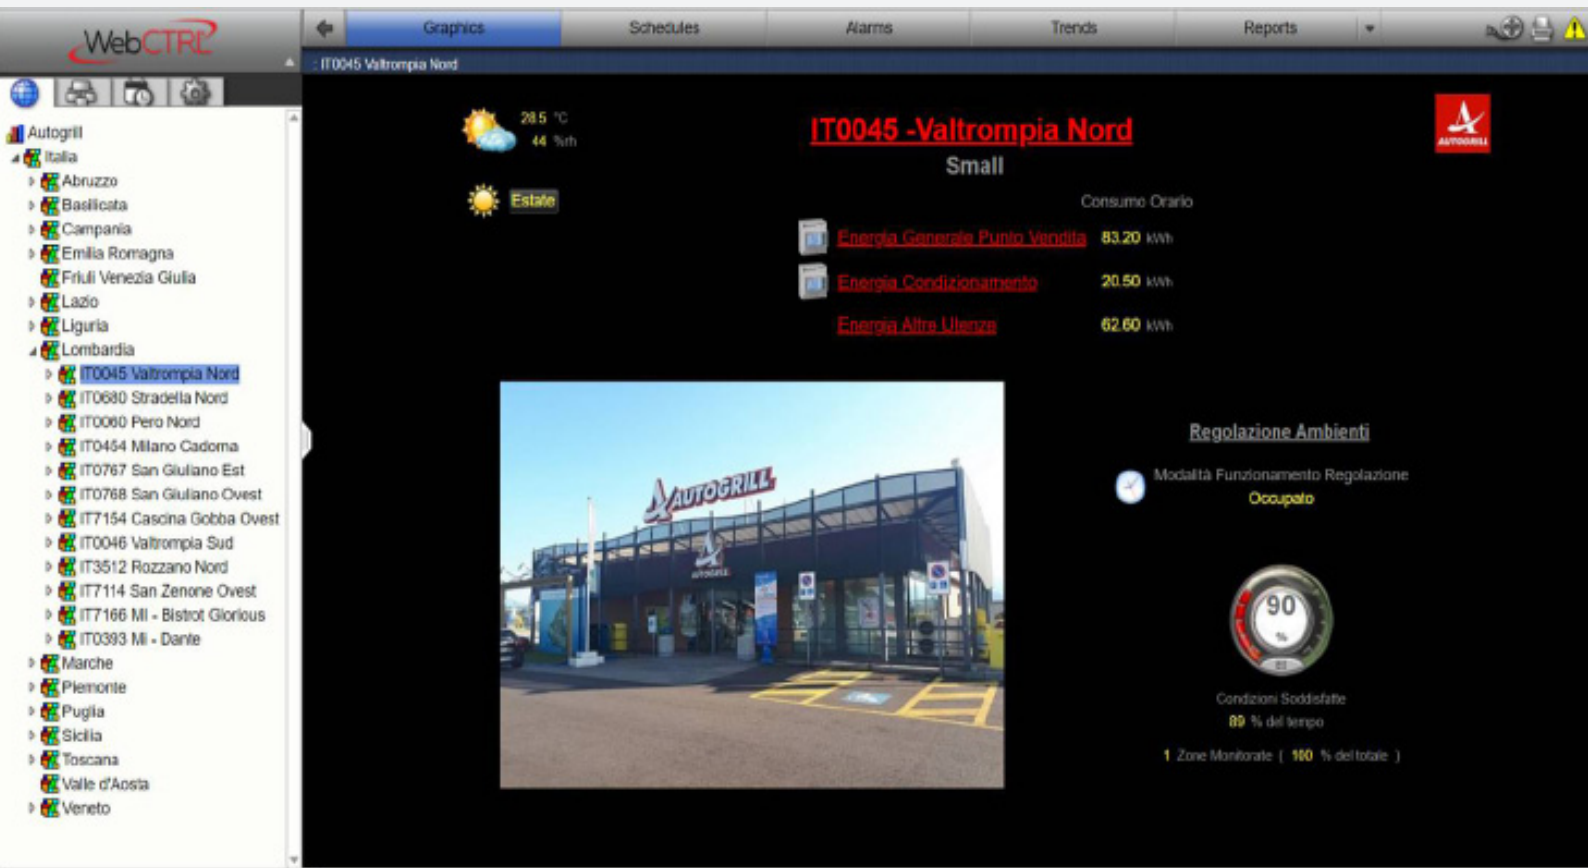 WebCTRL
Graphics
Schedules
Alarms
Trends
Reports
: IT0045 Valtrompia Nord
Autogrill
Italia
Abruzzo
Basilicata
Campania
Emilia Romagna
Friuli Venezia Giulia
Lazio
Liguria
Lombardia
IT0045 Valtrompia Nord
IT0680 Stradella Nord
IT0060 Pero Nord
IT0454 Milano Cadorna
IT0767 San Giuliano Est
IT0768 San Giuliano Ovest
IT7154 Cascina Gobba Ovest
IT0046 Valtrompia Sud
IT3512 Rozzano Nord
IT7114 San Zenone Ovest
IT7166 MI - Bistrot Glorious
IT0393 Mi - Dante
Marche
Piemonte
Puglia
Sicilia
Toscana
Valle d'Aosta
Veneto
28.5 °C
44 %rh
Estate
IT0045 -Valtrompia Nord
Small
AUTOGRILL
Consumo Orario
Energia Generale Punto Vendita 83.20 kWh
Energia Condizionamento 20.50 kWh
Energia Altre Utenze 62.60 kWh
AUTOGRILL
AUTOGRILL
Regolazione Ambienti
Modalità Funzionamento Regolazione
Occupato
90
%
Condizioni Soddisfatte
89 % del tempo
1 Zone Monitorate ( 100 % del totale )